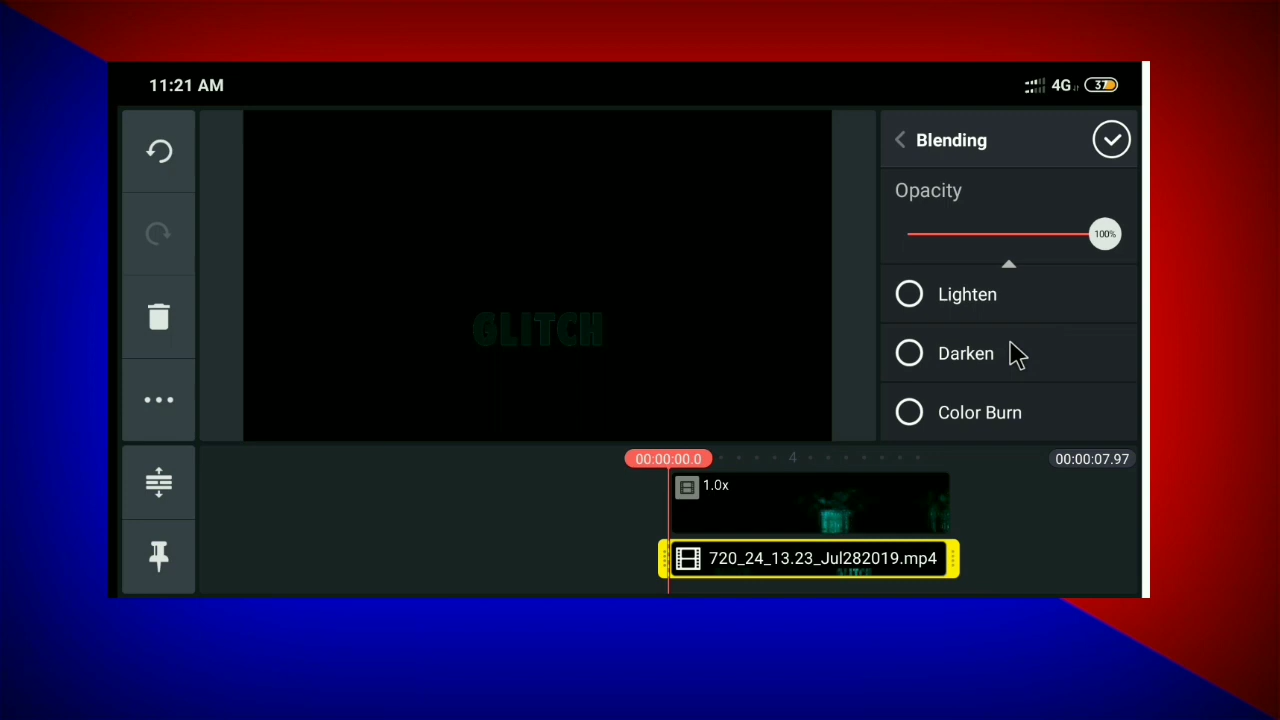 11:21 AM
4G
37
Blending
Opacity
100%
Lighten
Darken
Color Burn
GLITCH
00:00:00.0
4
00:00:07.97
1.0x
720_24_13.23_Jul282019.mp4
GLITCH